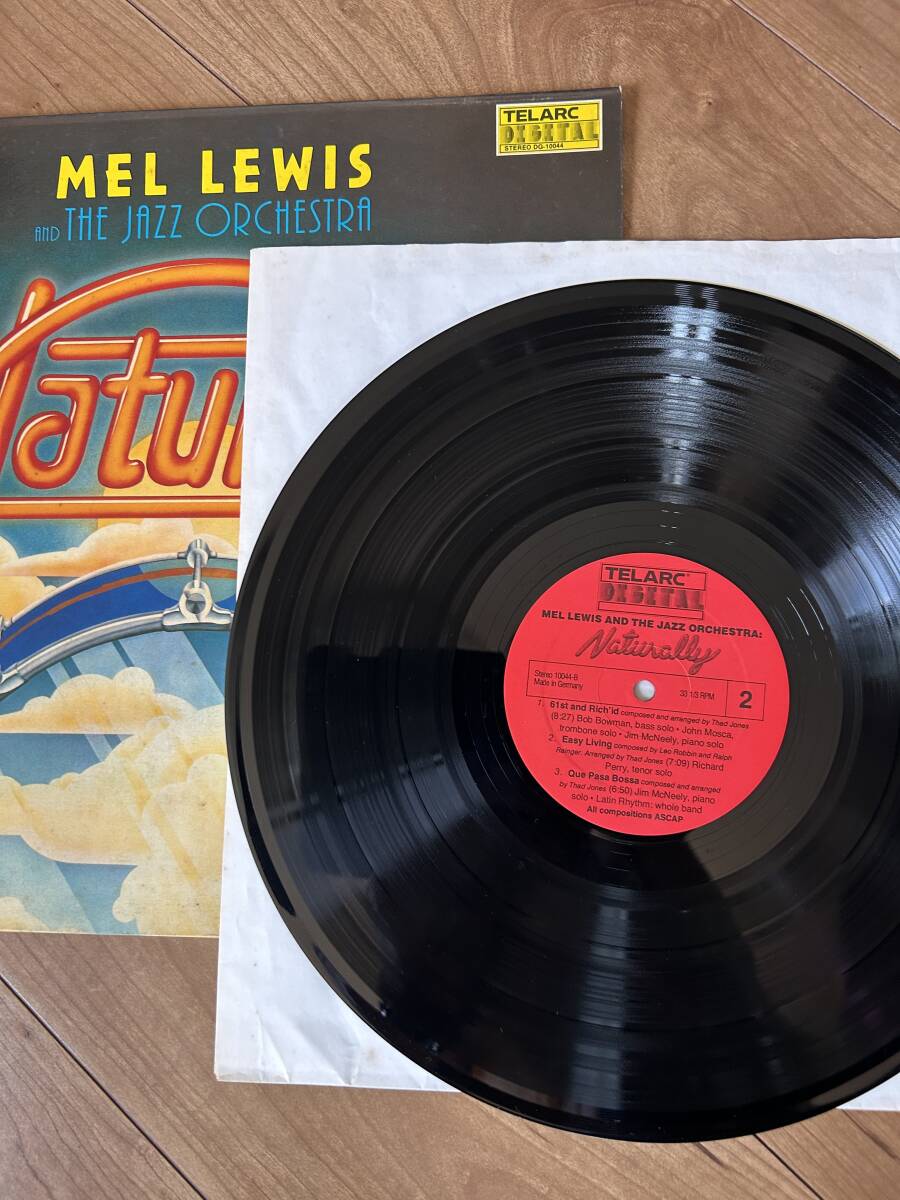 TELARC
DIGITAL
STEREO DG-10044
MEL LEWIS
AND THE JAZZ ORCHESTRA
Natu
TELARC®
DIGITAL
MEL LEWIS AND THE JAZZ ORCHESTRA:
Naturally
Stereo 10044-B
Made in Germany
33 1/3 RPM
2
1. 61st and Rich'id composed and arranged by Thad Jones
(8:27) Bob Bowman, bass solo • John Mosca,
trombone solo • Jim McNeely, piano solo
2. Easy Living composed by Leo Robbin and Ralph
Rainger. Arranged by Thad Jones (7:09) Richard
Perry, tenor solo
3. Que Pasa Bossa composed and arranged
by Thad Jones (6:50) Jim McNeely, piano
solo • Latin Rhythm: whole band
All compositions ASCAP